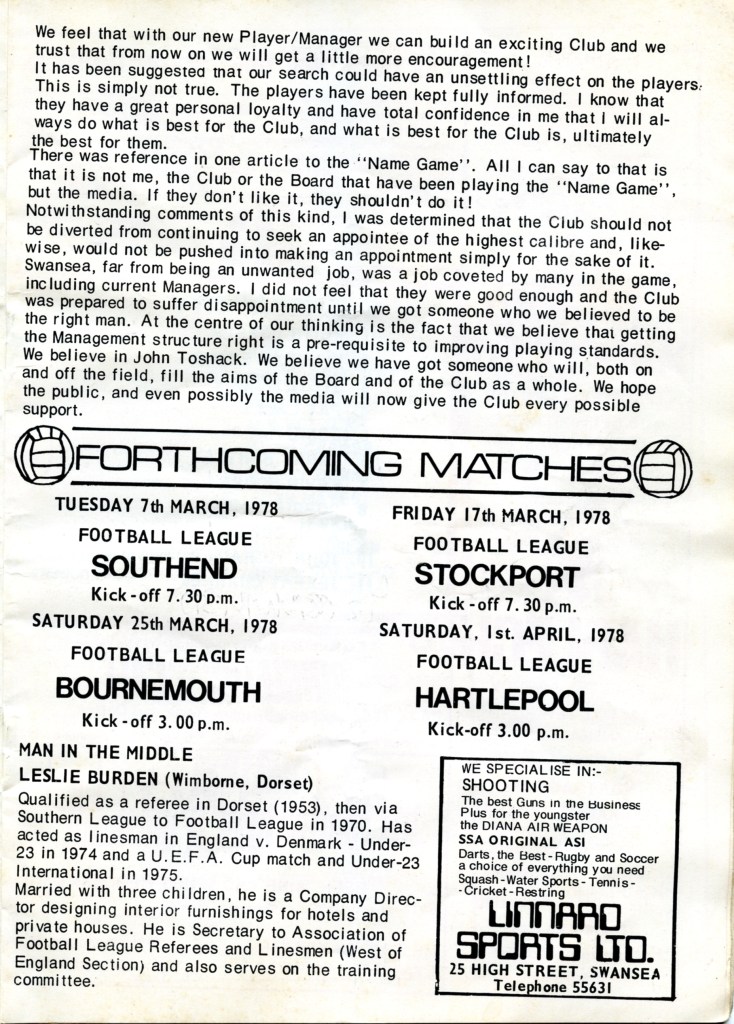 We feel that with our new Player/Manager we can build an exciting Club and we
trust that from now on we will get a little more encouragement!
It has been suggested that our search could have an unsettling effect on the players.
This is simply not true. The players have been kept fully informed. I know that
they have a great personal loyalty and have total confidence in me that I will al-
ways do what is best for the Club, and what is best for the Club is, ultimately
the best for them.
There was reference in one article to the "Name Game". All I can say to that is
that it is not me, the Club or the Board that have been playing the "Name Game",
but the media. If they don't like it, they shouldn't do it!
Notwithstanding comments of this kind, I was determined that the Club should not
be diverted from continuing to seek an appointee of the highest calibre and, like-
wise, would not be pushed into making an appointment simply for the sake of it.
Swansea, far from being an unwanted job, was a job coveted by many in the game,
including current Managers. I did not feel that they were good enough and the Club
was prepared to suffer disappointment until we got someone who we believed to be
the right man. At the centre of our thinking is the fact that we believe that getting
the Management structure right is a pre-requisite to improving playing standards.
We believe in John Toshack. We believe we have got someone who will, both on
and off the field, fill the aims of the Board and of the Club as a whole. We hope
the public, and even possibly the media will now give the Club every possible
support.
FORTHCOMING MATCHES
TUESDAY 7th MARCH, 1978
FOOTBALL LEAGUE
SOUTHEND
Kick-off 7.30 p.m.
FRIDAY 17th MARCH, 1978
FOOTBALL LEAGUE
STOCKPORT
Kick-off 7.30 p.m.
SATURDAY 25th MARCH, 1978
FOOTBALL LEAGUE
BOURNEMOUTH
Kick-off 3.00 p.m.
SATURDAY, 1st. APRIL, 1978
FOOTBALL LEAGUE
HARTLEPOOL
Kick-off 3.00 p.m.
MAN IN THE MIDDLE
LESLIE BURDEN (Wimborne, Dorset)
Qualified as a referee in Dorset (1953), then via
Southern League to Football League in 1970. Has
acted as linesman in England v. Denmark - Under-
23 in 1974 and a U.E.F.A. Cup match and Under-23
International in 1975.
Married with three children, he is a Company Direc-
tor designing interior furnishings for hotels and
private houses. He is Secretary to Association of
Football League Referees and Linesmen (West of
England Section) and also serves on the training
committee.
WE SPECIALISE IN:-
SHOOTING
The best Guns in the Business
Plus for the youngster
the DIANA AIR WEAPON
SSA ORIGINAL ASI
Darts, the Best - Rugby and Soccer
a choice of everything you need
Squash - Water Sports - Tennis -
- Cricket - Restring
LINNARD
SPORTS LTD.
25 HIGH STREET, SWANSEA
Telephone 55631